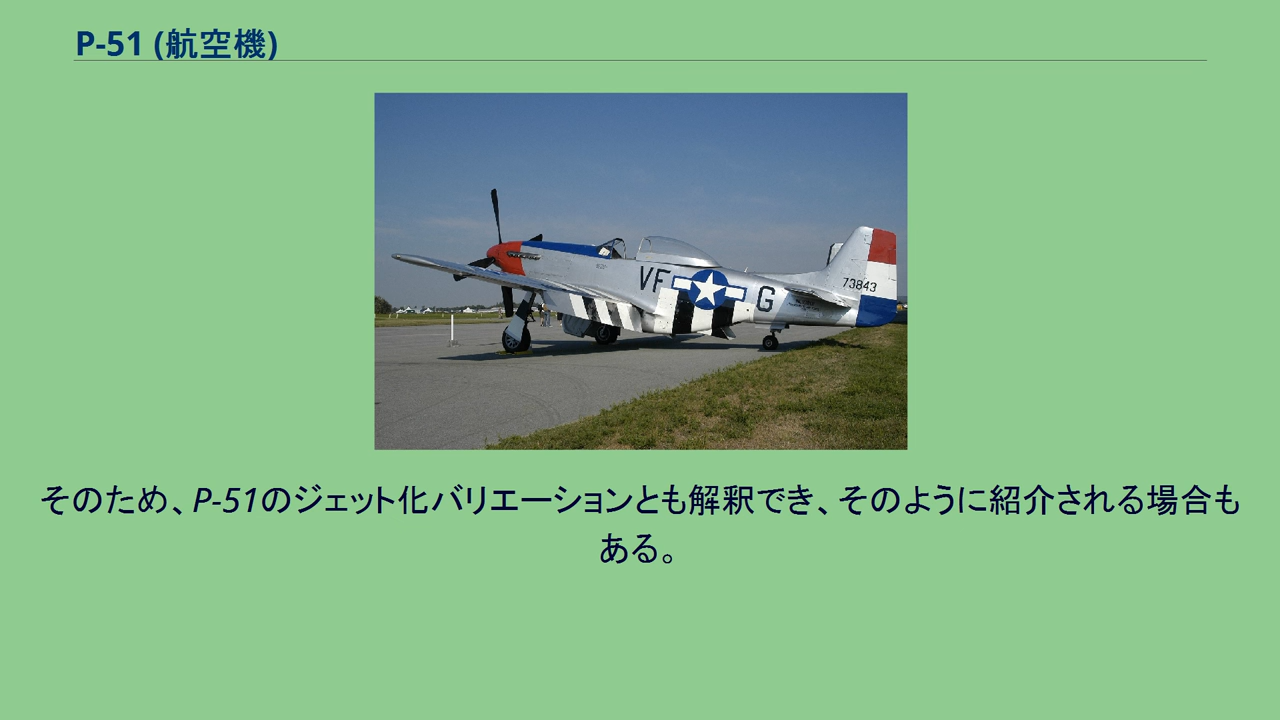 P-51 (航空機)
VF
G
73843
そのため、P-51のジェット化バリエーションとも解釈でき、そのように紹介される場合も
ある。